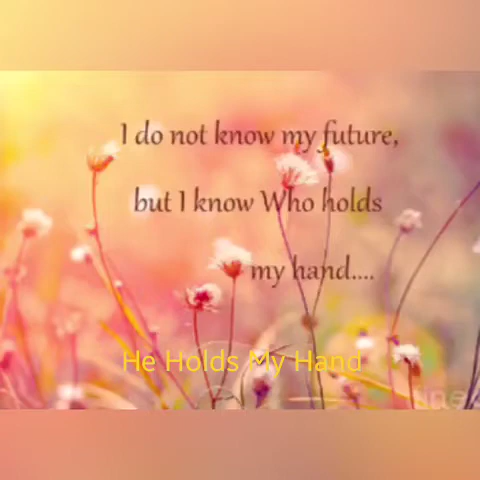 I do not know my future,
but I know Who holds
my hand....
He Holds My Hand